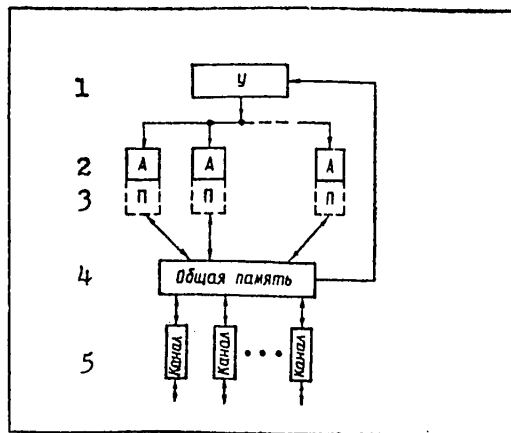 1 У
2 А А А
3 П П П
4 Общая память
5 Канал Канал Канал